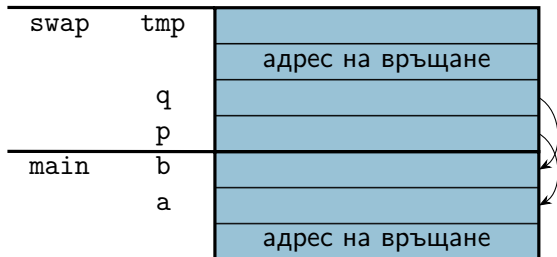 swap tmp
адрес на връщане
q
p
main b
a
адрес на връщане